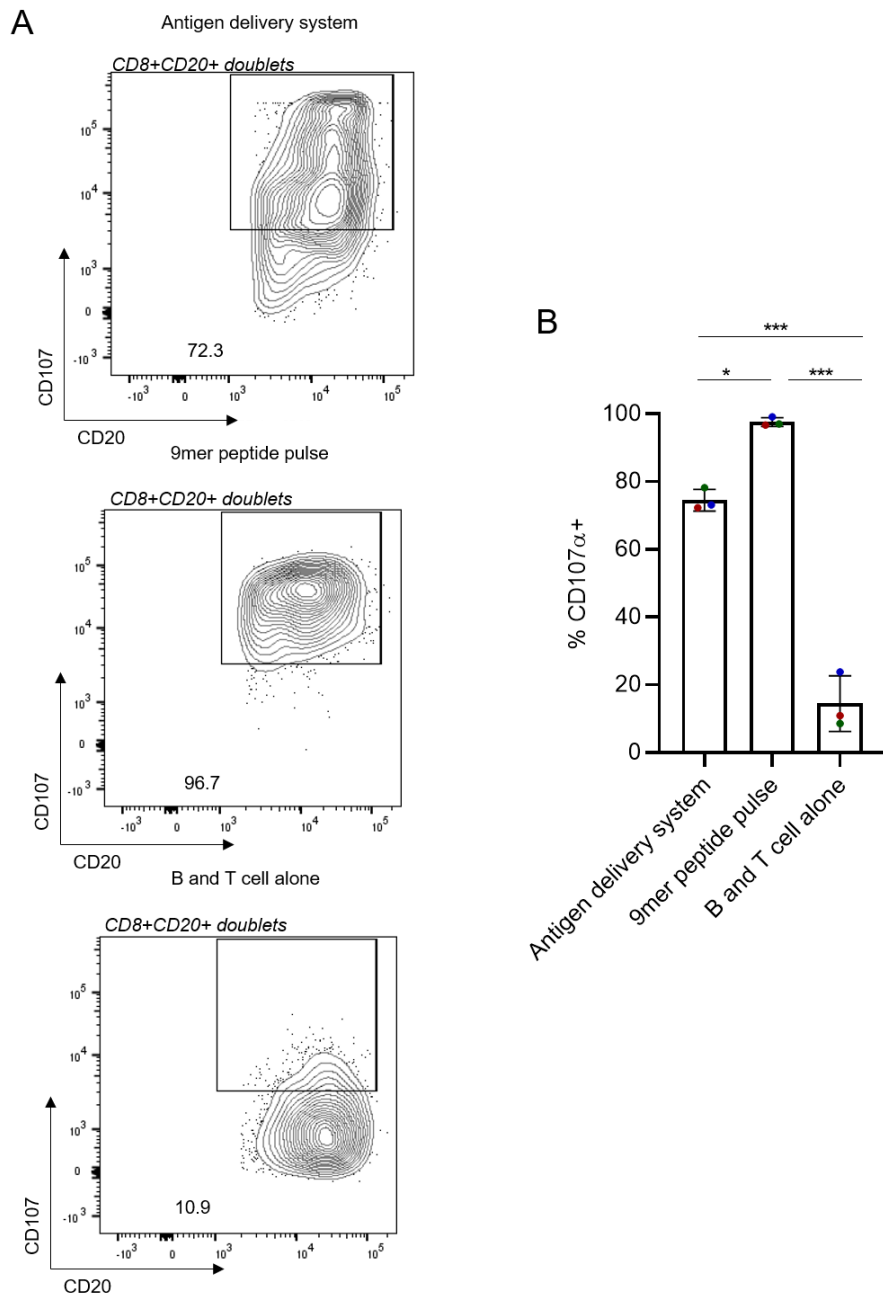 A
Antigen delivery system
CD8+CD20+ doublets
10^5
10^4
10^3
0
-10^3
72.3
-10^3 0 10^3 10^4 10^5
CD107
CD20
9mer peptide pulse
CD8+CD20+ doublets
10^5
10^4
10^3
0
-10^3
96.7
-10^3 0 10^3 10^4 10^5
CD107
CD20
B and T cell alone
CD8+CD20+ doublets
10^5
10^4
10^3
0
-10^3
10.9
-10^3 0 10^3 10^4 10^5
CD107
CD20
B
***
* ***
100
80
60
40
20
0
% CD107α+
Antigen delivery system
9mer peptide pulse
B and T cell alone